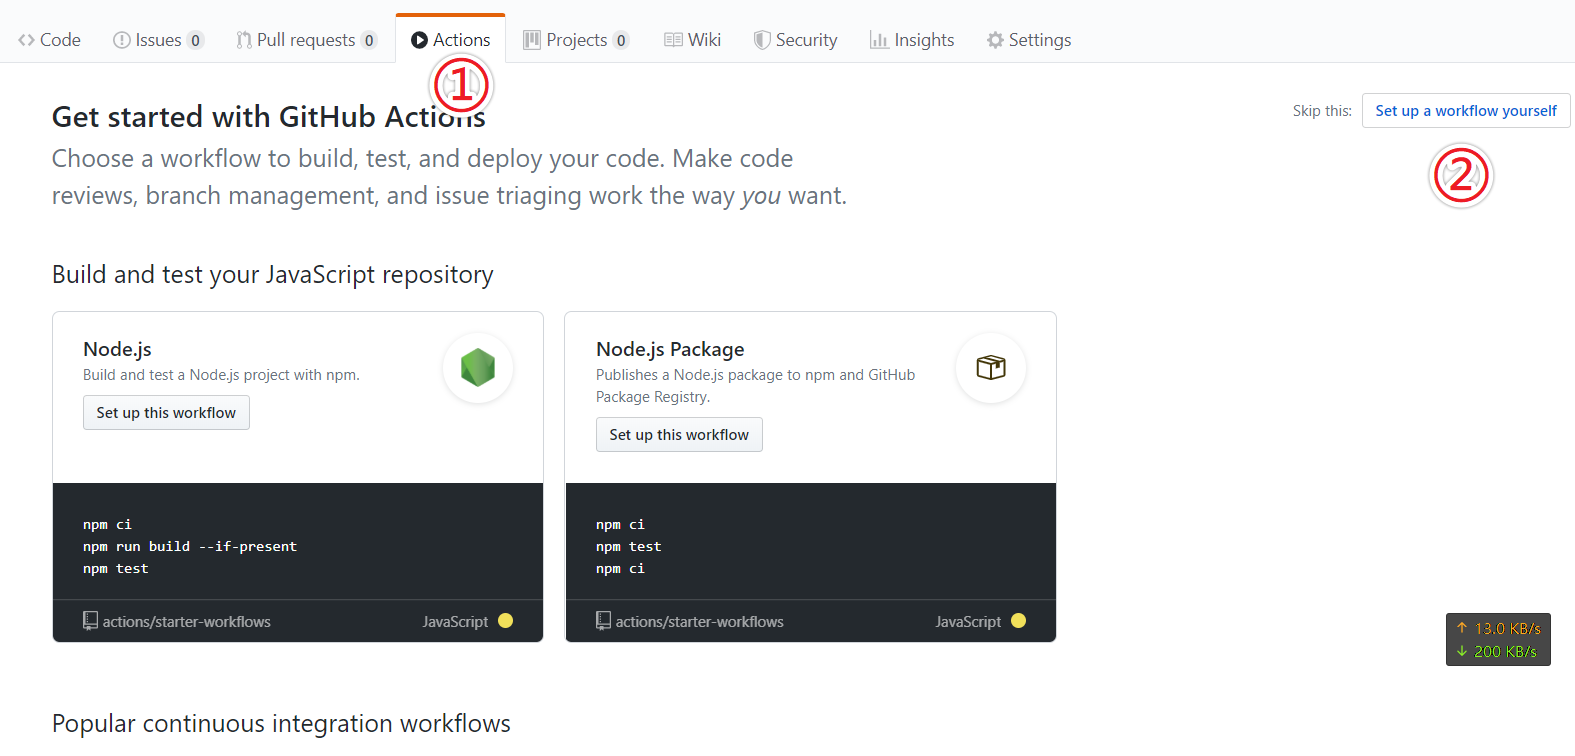 Code Issues 0 Pull requests 0 Actions Projects 0 Wiki Security Insights Settings
①
Get started with GitHub Actions
Skip this: Set up a workflow yourself
②
Choose a workflow to build, test, and deploy your code. Make code
reviews, branch management, and issue triaging work the way you want.
Build and test your JavaScript repository
Node.js
Build and test a Node.js project with npm.
Set up this workflow
npm ci
npm run build --if-present
npm test
actions/starter-workflows JavaScript
Node.js Package
Publishes a Node.js package to npm and GitHub
Package Registry.
Set up this workflow
npm ci
npm test
npm ci
actions/starter-workflows JavaScript
↑ 13.0 KB/s
↓ 200 KB/s
Popular continuous integration workflows